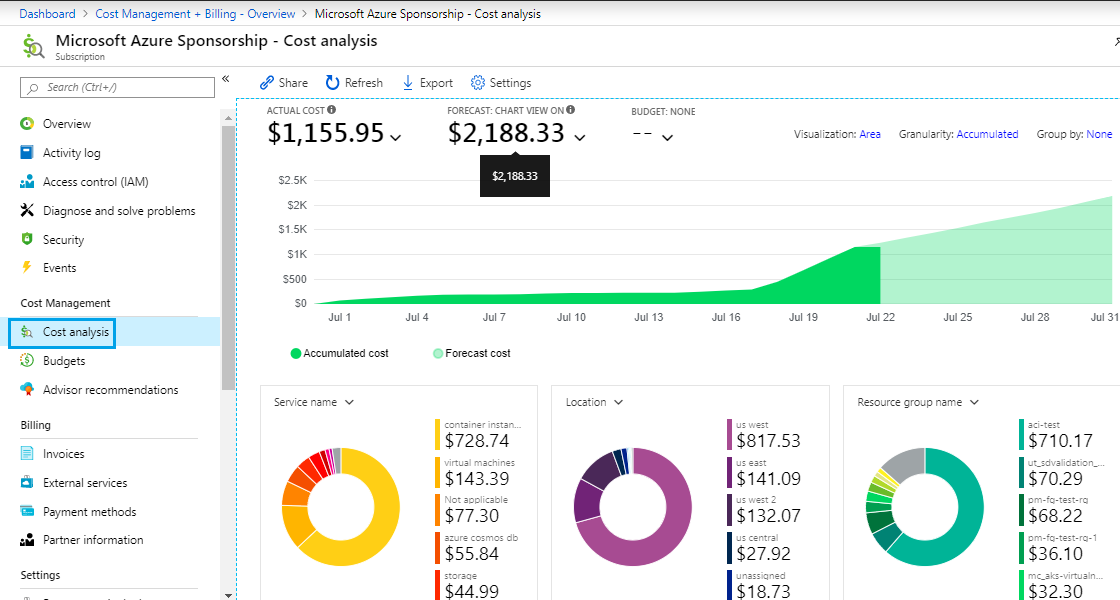 Dashboard > Cost Management + Billing - Overview > Microsoft Azure Sponsorship - Cost analysis
Microsoft Azure Sponsorship - Cost analysis
Subscription
Search (Ctrl+/)
«
Overview
Activity log
Access control (IAM)
Diagnose and solve problems
Security
Events
Cost Management
Cost analysis
Budgets
Advisor recommendations
Billing
Invoices
External services
Payment methods
Partner information
Settings
Share
Refresh
Export
Settings
ACTUAL COST
$1,155.95
FORECAST: CHART VIEW ON
$2,188.33
BUDGET: NONE
--
Visualization: Area
Granularity: Accumulated
Group by: None
$2,188.33
$2.5K
$2K
$1.5K
$1K
$500
$0
Jul 1 Jul 4 Jul 7 Jul 10 Jul 13 Jul 16 Jul 19 Jul 22 Jul 25 Jul 28 Jul 31
Accumulated cost
Forecast cost
Service name
container instan...
$728.74
virtual machines
$143.39
Not applicable
$77.30
azure cosmos db
$55.84
storage
$44.99
Location
us west
$817.53
us east
$141.09
us west 2
$132.07
us central
$27.92
unassigned
$18.73
Resource group name
aci-test
$710.17
ut_sdvalidation_...
$70.29
pm-fq-test-rq
$68.22
pm-fq-test-rq-1
$36.10
mc_aks-virtualn...
$32.30